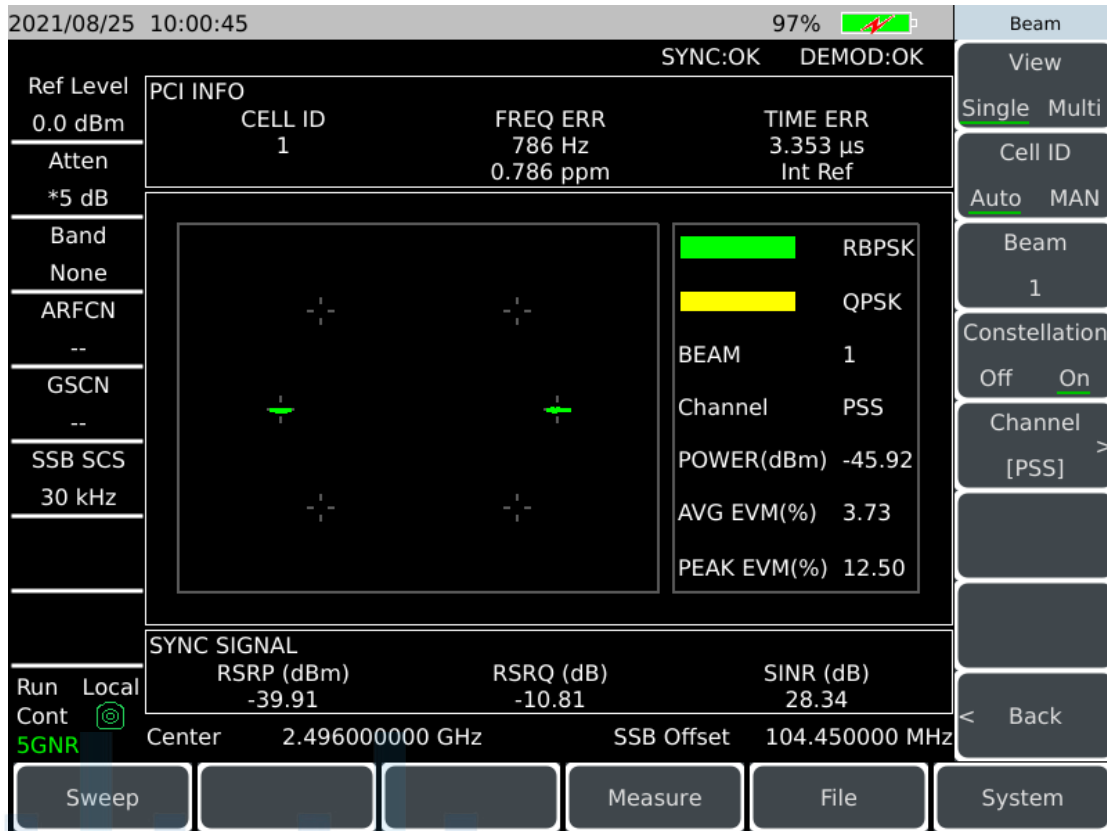 2021/08/25 10:00:45 97% Beam
SYNC:OK DEMOD:OK
Ref Level
0.0 dBm
Atten
*5 dB
Band
None
ARFCN
--
GSCN
--
SSB SCS
30 kHz
Run Local
Cont
5GNR
PCI INFO
CELL ID FREQ ERR TIME ERR
1 786 Hz 3.353 µs
0.786 ppm Int Ref
RBPSK
QPSK
BEAM 1
Channel PSS
POWER(dBm) -45.92
AVG EVM(%) 3.73
PEAK EVM(%) 12.50
SYNC SIGNAL
RSRP (dBm) RSRQ (dB) SINR (dB)
-39.91 -10.81 28.34
Center 2.496000000 GHz SSB Offset 104.450000 MHz
View
Single Multi
Cell ID
Auto MAN
Beam
1
Constellation
Off On
Channel
>
[PSS]
< Back
Sweep Measure File System